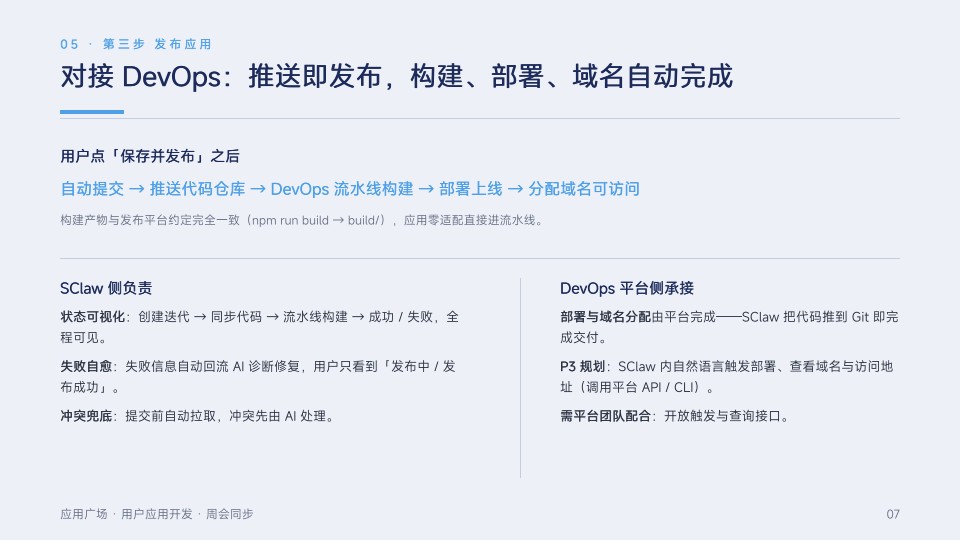 05 · 第三步 发布应用
对接 DevOps：推送即发布，构建、部署、域名自动完成
用户点「保存并发布」之后
自动提交 → 推送代码仓库 → DevOps 流水线构建 → 部署上线 → 分配域名可访问
构建产物与发布平台约定完全一致（npm run build → build/），应用零适配直接进流水线。
SClaw 侧负责
状态可视化：创建迭代 → 同步代码 → 流水线构建 → 成功 / 失败，全
程可见。
失败自愈：失败信息自动回流 AI 诊断修复，用户只看到「发布中 / 发
布成功」。
冲突兜底：提交前自动拉取，冲突先由 AI 处理。
DevOps 平台侧承接
部署与域名分配由平台完成——SClaw 把代码推到 Git 即完
成交付。
P3 规划：SClaw 内自然语言触发部署、查看域名与访问地
址（调用平台 API / CLI）。
需平台团队配合：开放触发与查询接口。
应用广场 · 用户应用开发 · 周会同步
07